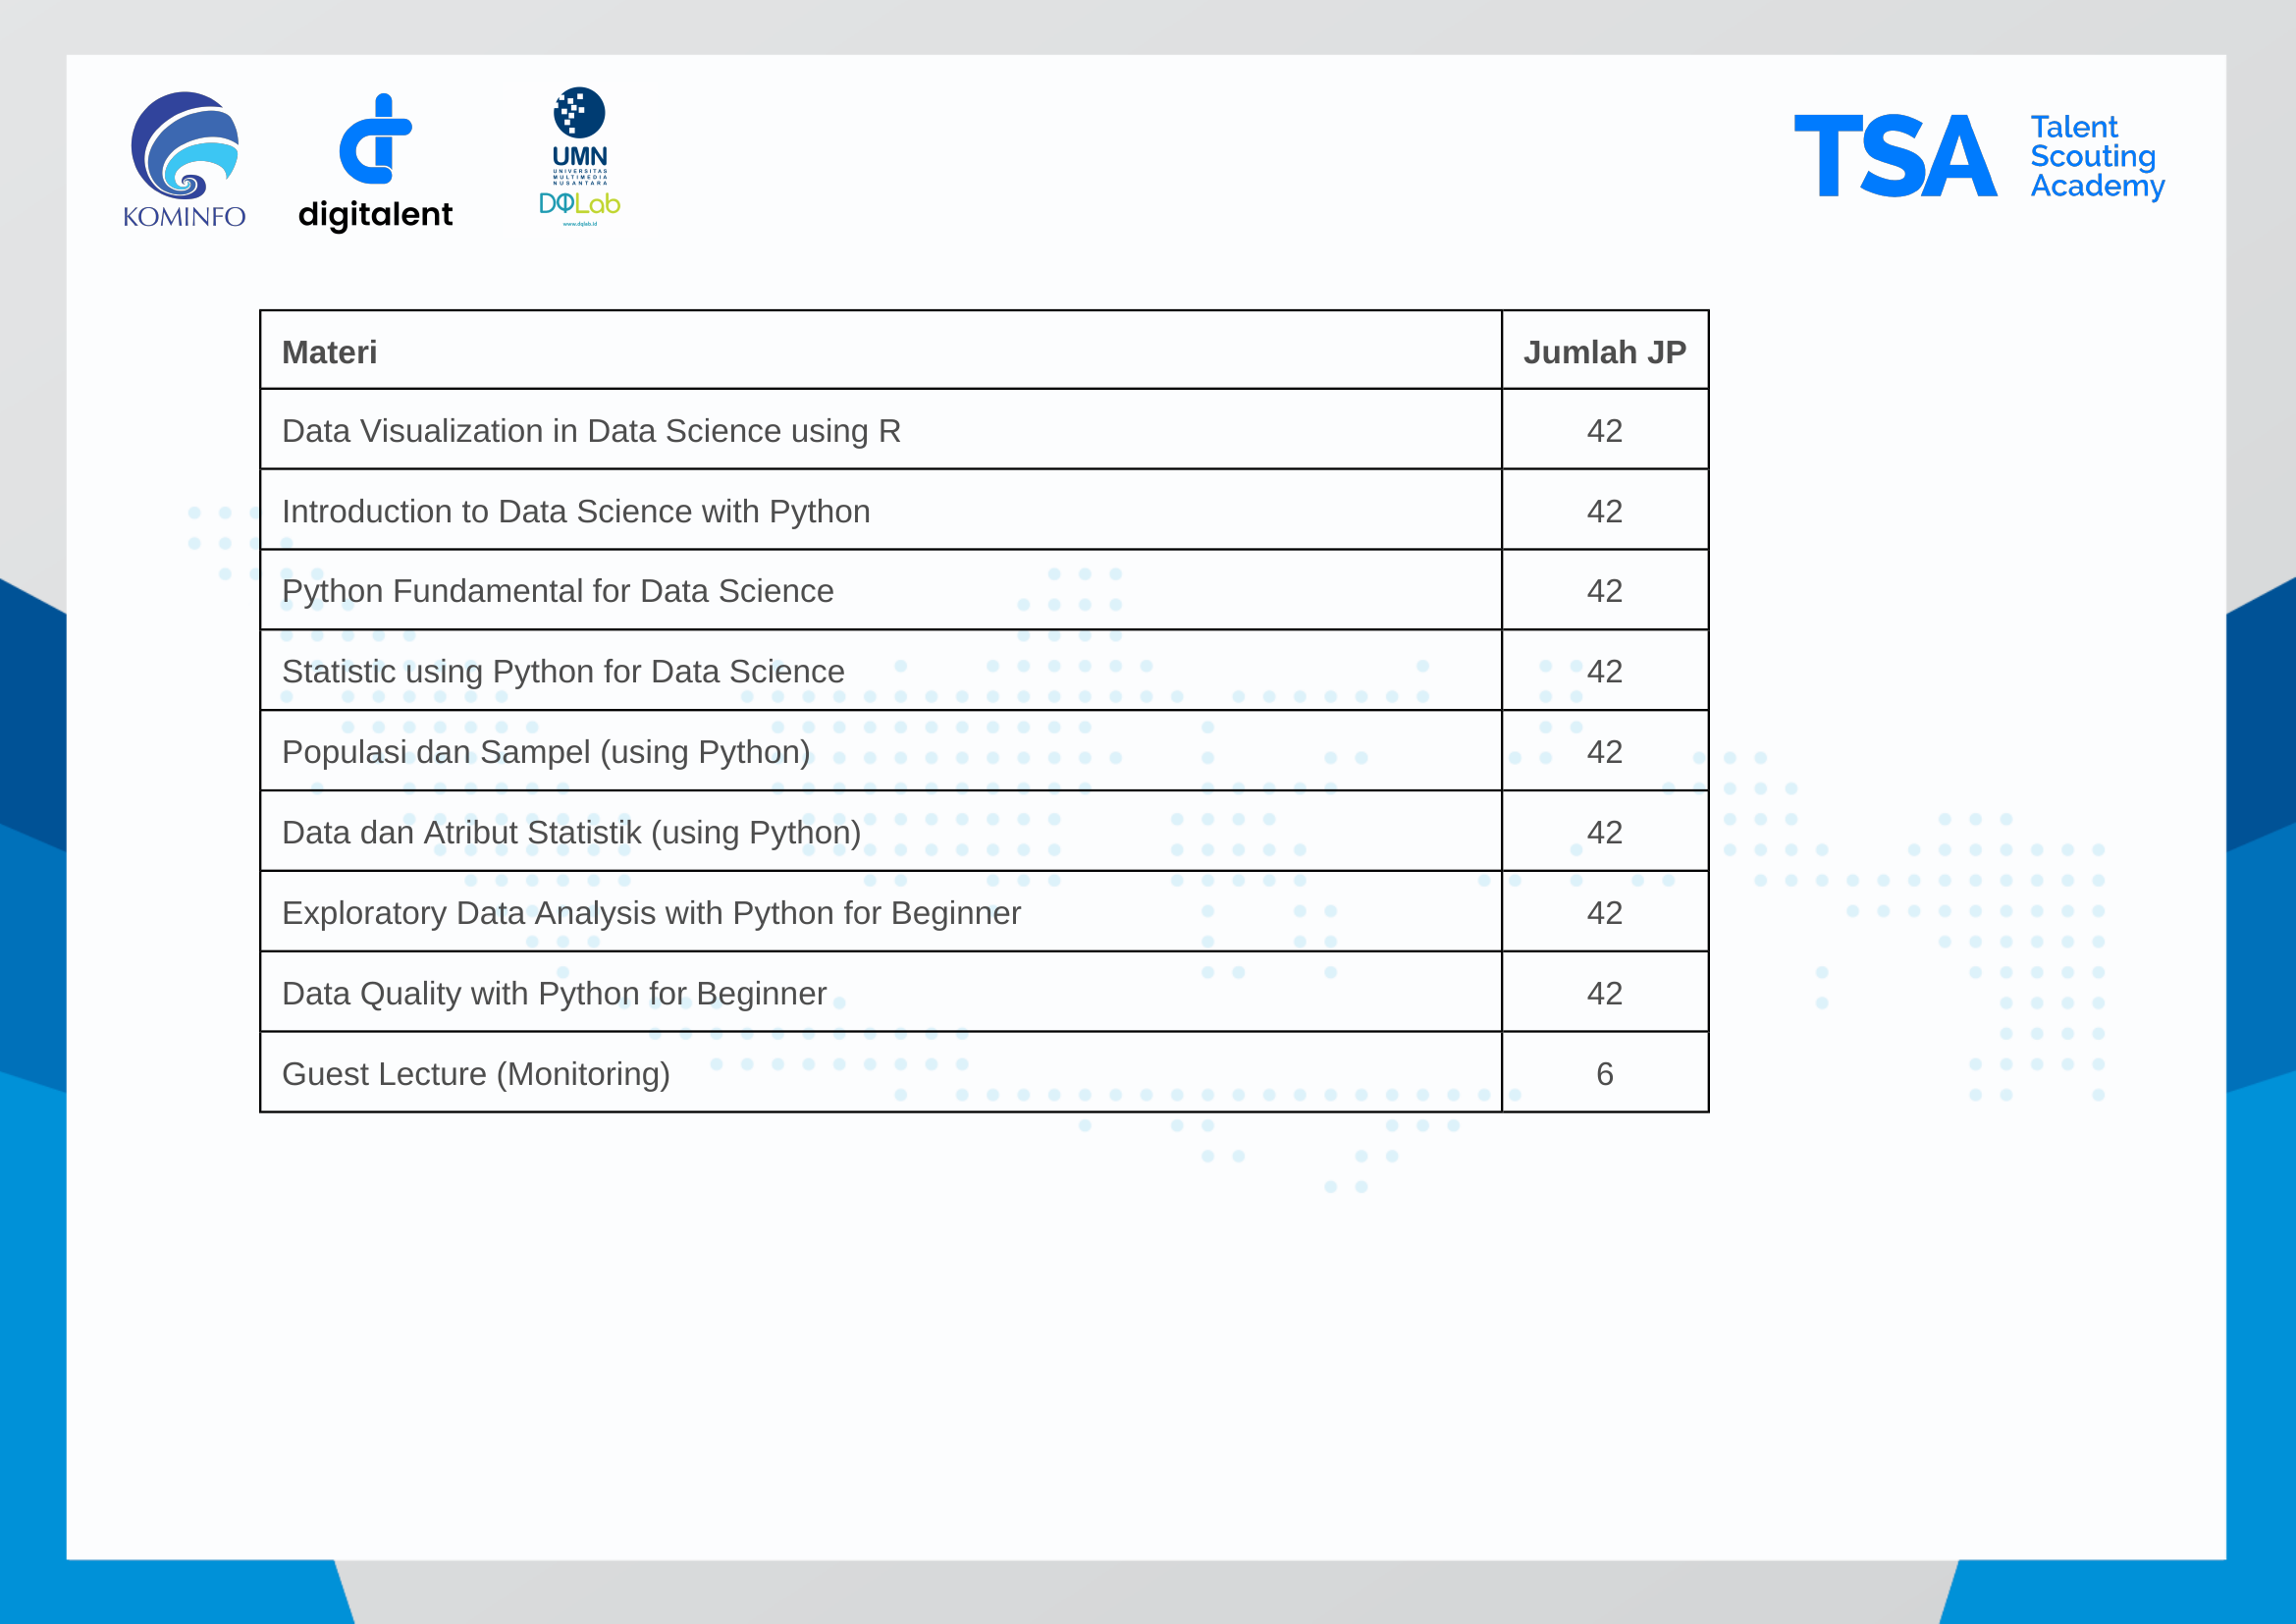 KOMINFO
digitalent
UMN
UNIVERSITAS
MULTIMEDIA
NUSANTARA
DQLab
www.dqlab.id
TSA
Talent
Scouting
Academy
Materi Jumlah JP
Data Visualization in Data Science using R 42
Introduction to Data Science with Python 42
Python Fundamental for Data Science 42
Statistic using Python for Data Science 42
Populasi dan Sampel (using Python) 42
Data dan Atribut Statistik (using Python) 42
Exploratory Data Analysis with Python for Beginner 42
Data Quality with Python for Beginner 42
Guest Lecture (Monitoring) 6